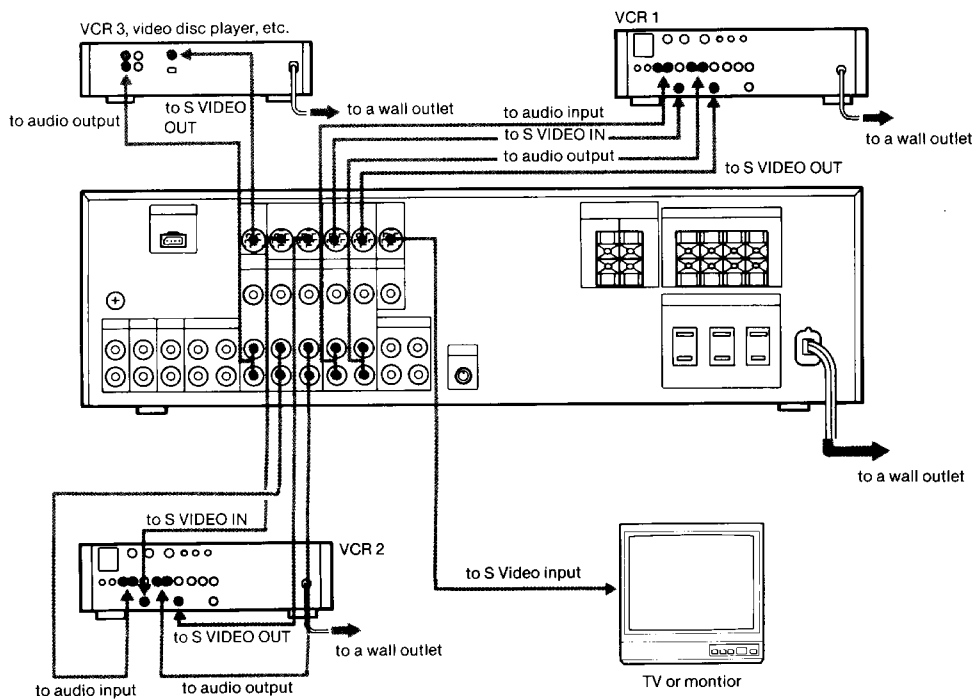 VCR 3, video disc player, etc.
VCR 1
to audio output
to S VIDEO
OUT
to a wall outlet
to audio input
to S VIDEO IN
to audio output
to a wall outlet
to S VIDEO OUT
to a wall outlet
to S VIDEO IN
VCR 2
to S Video input
to S VIDEO OUT
to a wall outlet
to audio input
to audio output
TV or montior